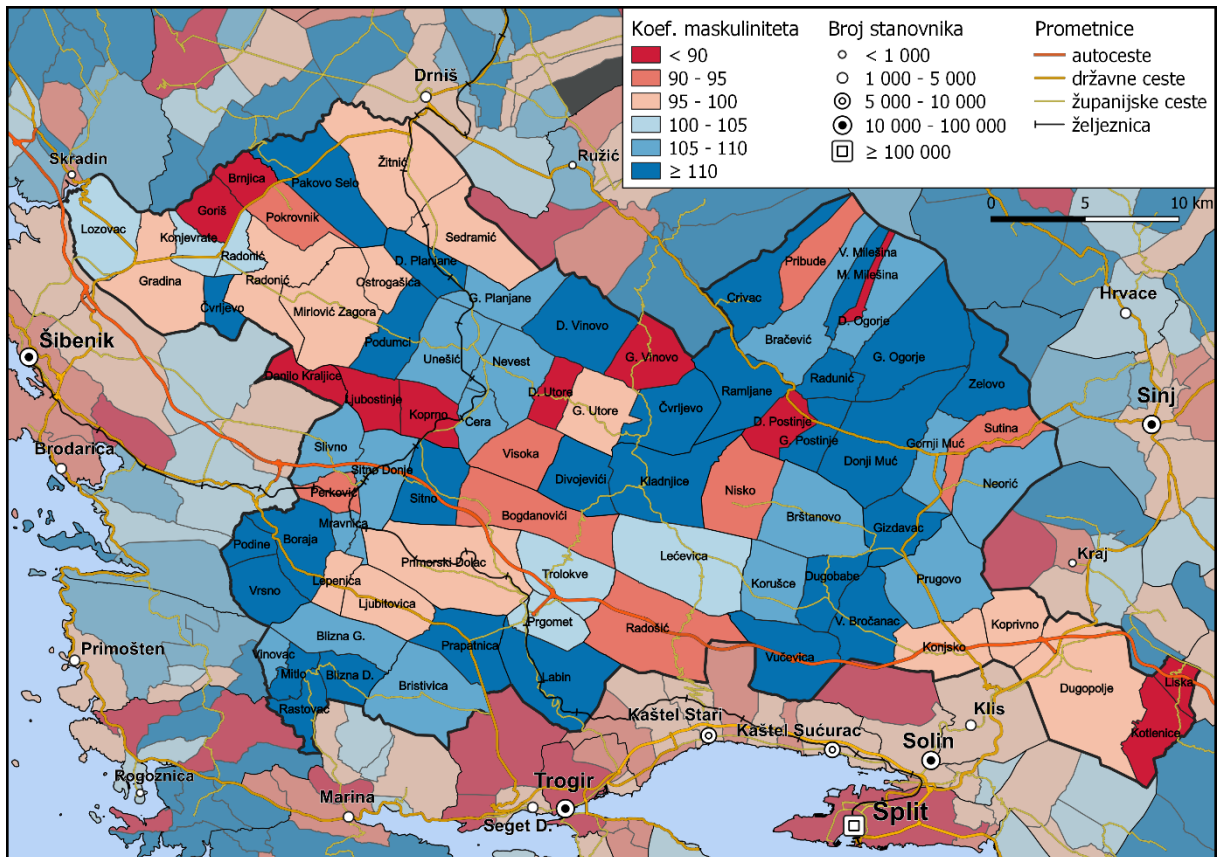 Koef. maskuliniteta
< 90
90 - 95
95 - 100
100 - 105
105 - 110
≥ 110
Broj stanovnika
< 1 000
1 000 - 5 000
5 000 - 10 000
10 000 - 100 000
≥ 100 000
Prometnice
autoceste
državne ceste
županijske ceste
željeznica
0 5 10 km
Drniš
Skradin
Ružić
Žitnić
Brnjica
Pakovo Selo
Goriš
Pokrovnik
Lozovac
Konjevrate
Radonić
Sedramić
D. Planjane
Gradina
Radonić
Ostrogašica
Čvrljevo
Mirlović Zagora
G. Planjane
Podumci
Unešić
Nevest
D. Vinovo
G. Vinovo
Pribude
V. Milešina
M. Milešina
Crivac
D. Ogorje
Bračević
G. Ogorje
Radunić
Zelovo
Hrvace
Sinj
Šibenik
Danilo Kraljice
Ljubostinje
Koprno
Cera
D. Utore
G. Utore
Čvrljevo
Ramljane
D. Postinje
G. Postinje
Donji Muć
Gornji Muć
Sutina
Neorić
Brodarica
Slivno
Sitno Donje
Sitno
Perković
Mravnica
Visoka
Divojevići
Kladnjice
Nisko
Brštanovo
Gizdavac
Bogdanovići
Podine
Boraja
Vrsno
Lepenica
Ljubitovica
Primorski Dolac
Trolokve
Lećevica
Korušce
Dugobabe
Prugovo
Kraj
Prgomet
Radošić
V. Bročanac
Vučevica
Konjsko
Koprivno
Dugopolje
Liska
Kotlenice
Primošten
Blizna G.
Vinovac
Mitlo
Blizna D.
Rastovac
Bristivica
Prapatnica
Labin
Kaštel Stari
Kaštel Sućurac
Klis
Solin
Split
Rogoznica
Marina
Seget D.
Trogir